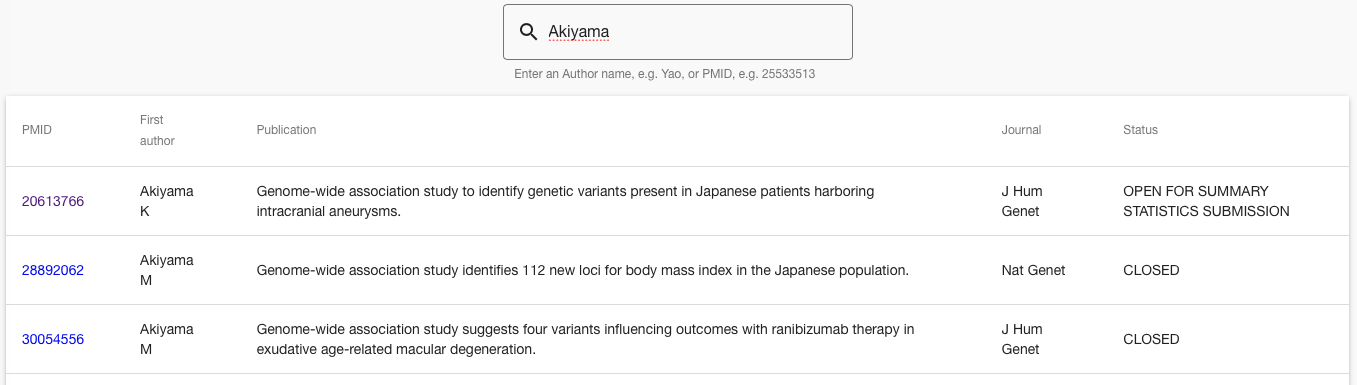 Akiyama
Enter an Author name, e.g. Yao, or PMID, e.g. 25533513
PMID
First
author
Publication
Journal
Status
20613766
Akiyama
K
Genome-wide association study to identify genetic variants present in Japanese patients harboring
intracranial aneurysms.
J Hum
Genet
OPEN FOR SUMMARY
STATISTICS SUBMISSION
28892062
Akiyama
M
Genome-wide association study identifies 112 new loci for body mass index in the Japanese population.
Nat Genet
CLOSED
30054556
Akiyama
M
Genome-wide association study suggests four variants influencing outcomes with ranibizumab therapy in
exudative age-related macular degeneration.
J Hum
Genet
CLOSED